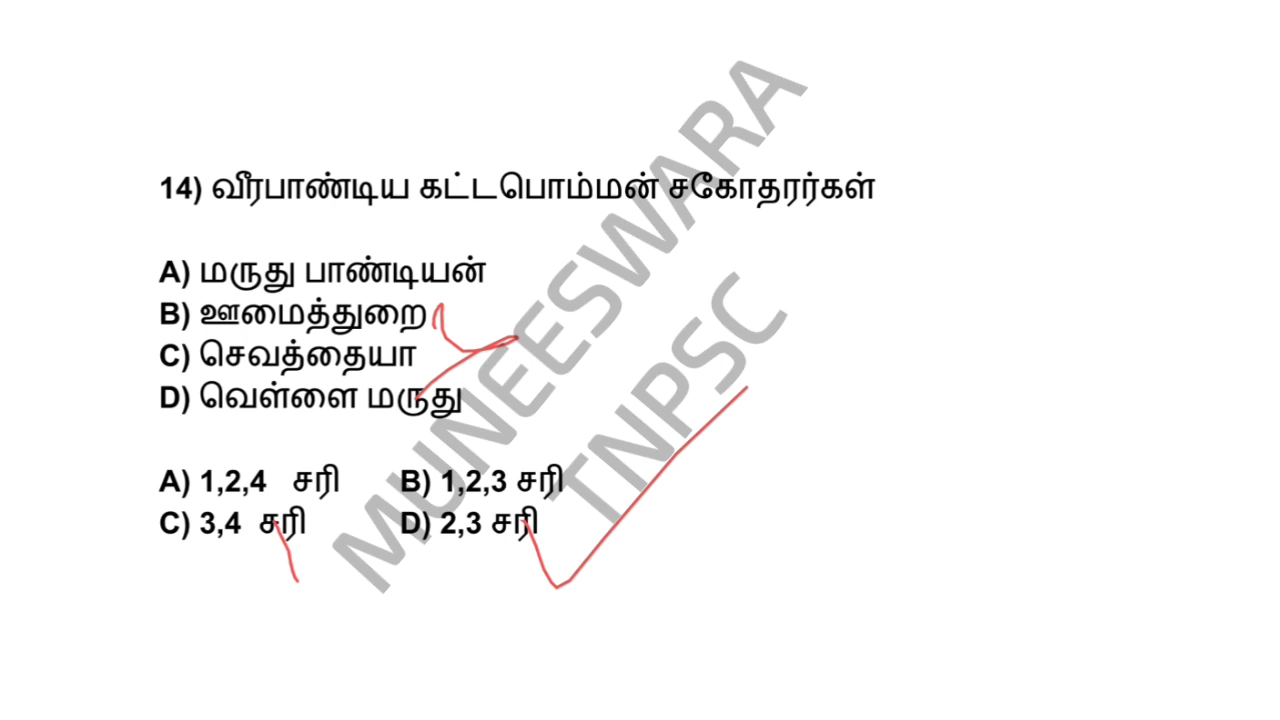 14) வீரபாண்டிய கட்டபொம்மன் சகோதரர்கள்
A) மருது பாண்டியன்
B) ஊமைத்துறை
C) செவத்தையா
D) வெள்ளை மருது
A) 1,2,4 சரி B) 1,2,3 சரி
C) 3,4 சரி D) 2,3 சரி
MUNEESWARA
TNPSC